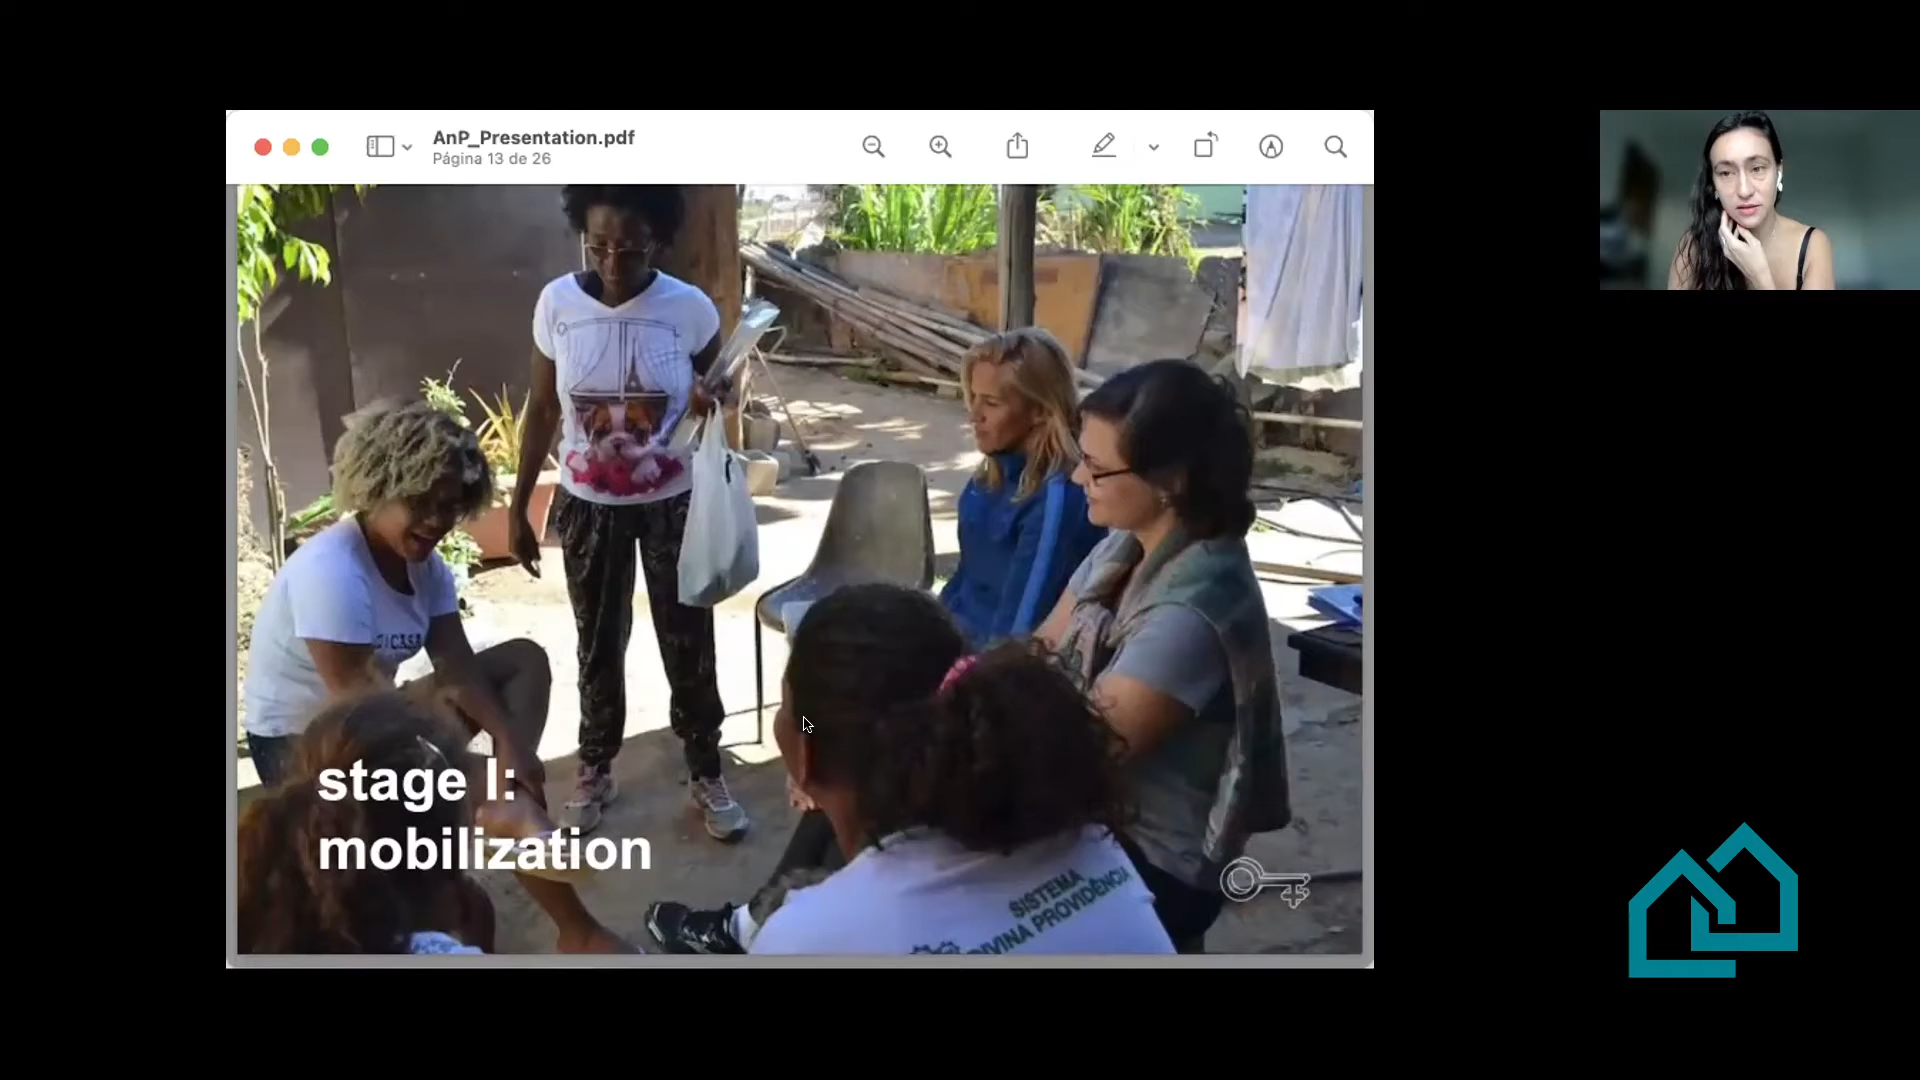 AnP_Presentation.pdf
Página 13 de 26
stage I:
mobilization
SISTEMA
DIVINA PROVIDÊNCIA